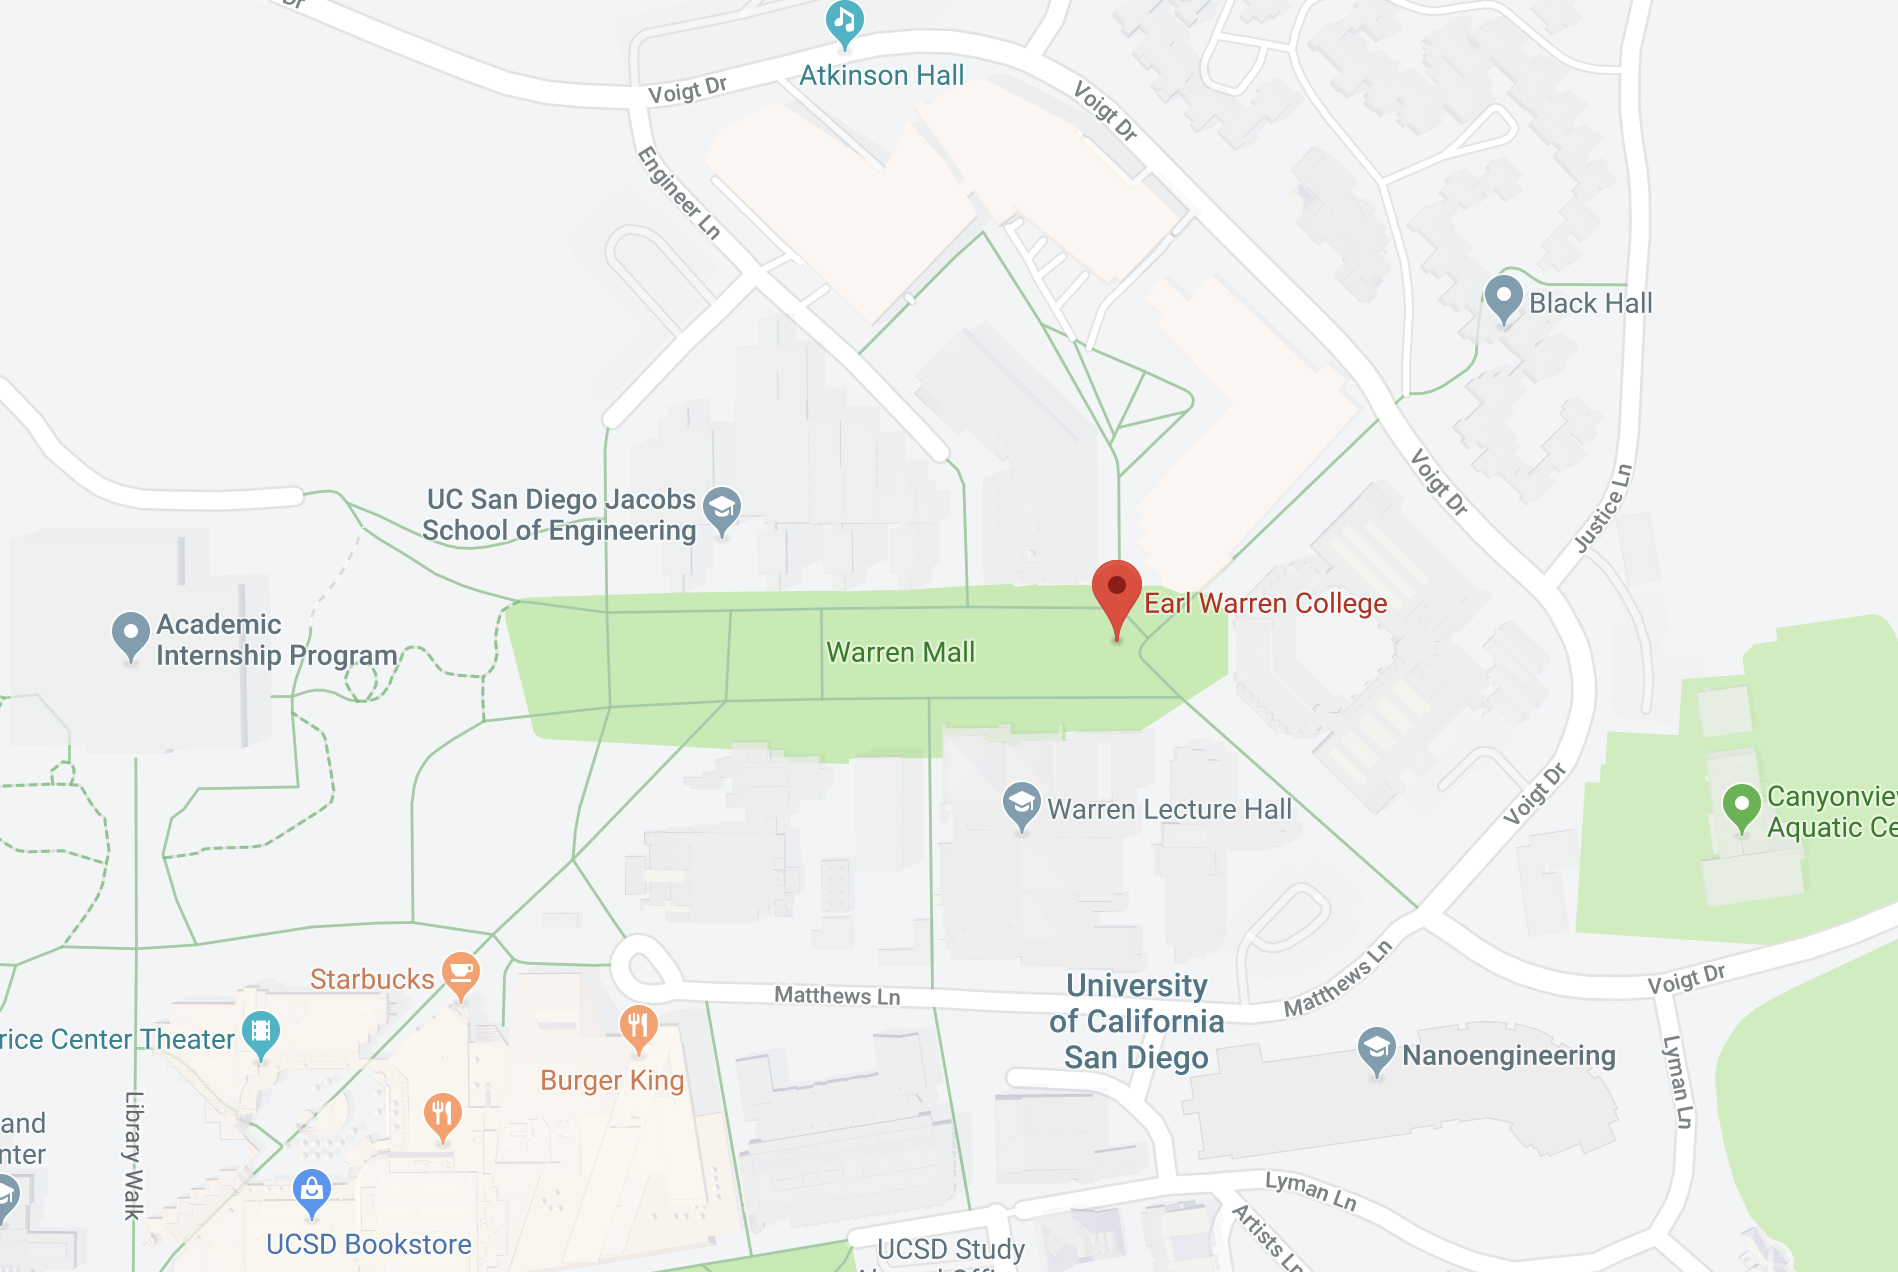 Dr
Atkinson Hall
Voigt Dr
Voigt Dr
Engineer Ln
Black Hall
Voigt Dr
Justice Ln
UC San Diego Jacobs
School of Engineering
Earl Warren College
Academic
Internship Program
Warren Mall
Warren Lecture Hall
Voigt Dr
Canyonvie
Aquatic Ce
Starbucks
Matthews Ln
University
of California
San Diego
Matthews Ln
Voigt Dr
rice Center Theater
Burger King
Nanoengineering
Lyman Ln
Library Walk
and
nter
Lyman Ln
Artists Ln
UCSD Bookstore
UCSD Study